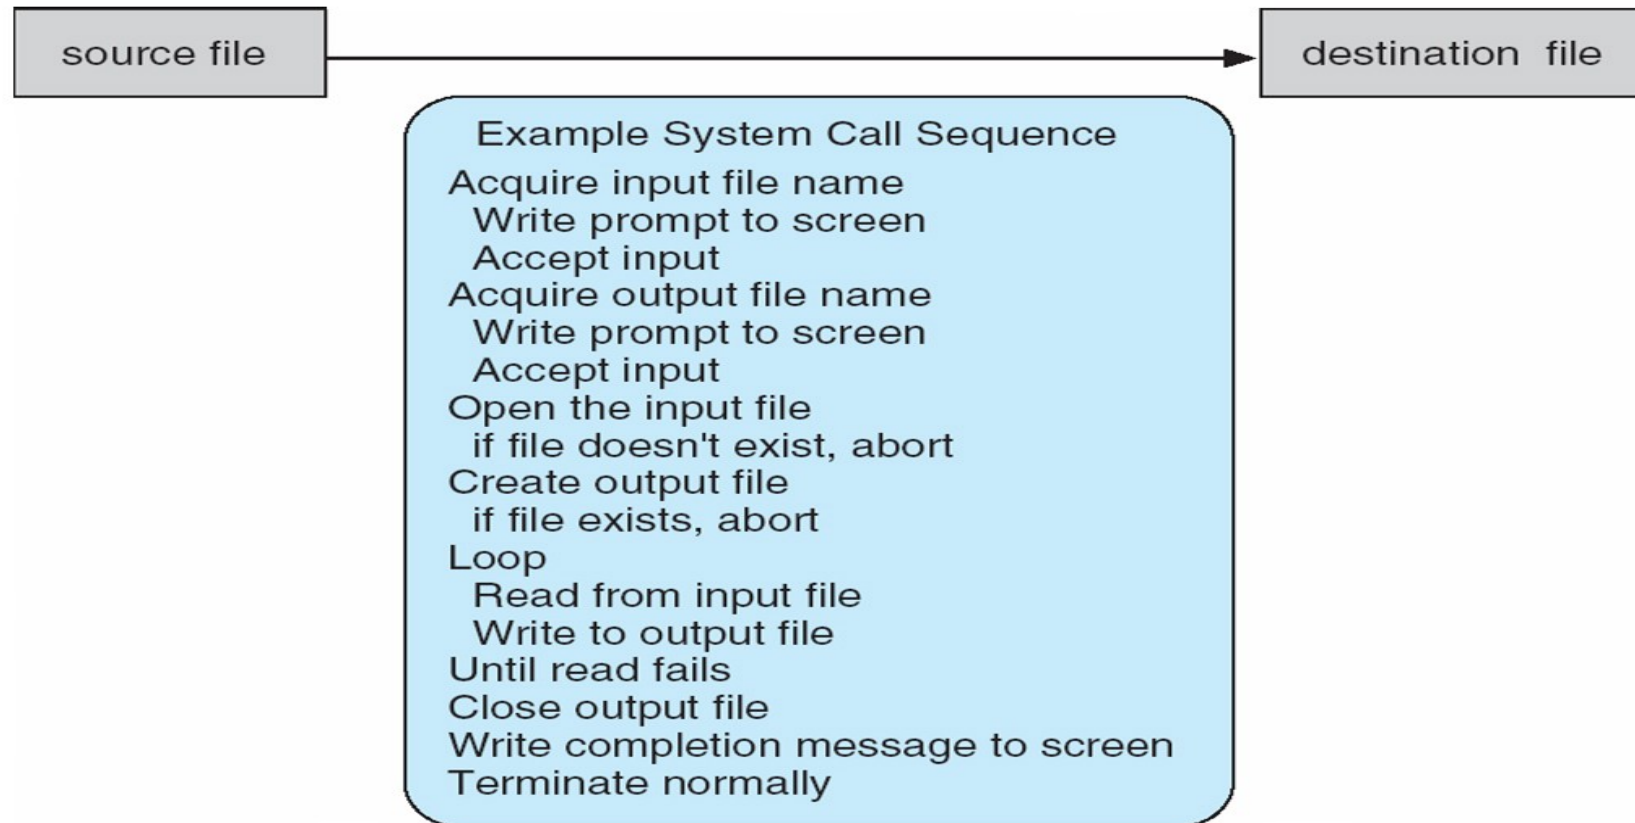 source file
destination file
Example System Call Sequence
Acquire input file name
Write prompt to screen
Accept input
Acquire output file name
Write prompt to screen
Accept input
Open the input file
if file doesn't exist, abort
Create output file
if file exists, abort
Loop
Read from input file
Write to output file
Until read fails
Close output file
Write completion message to screen
Terminate normally